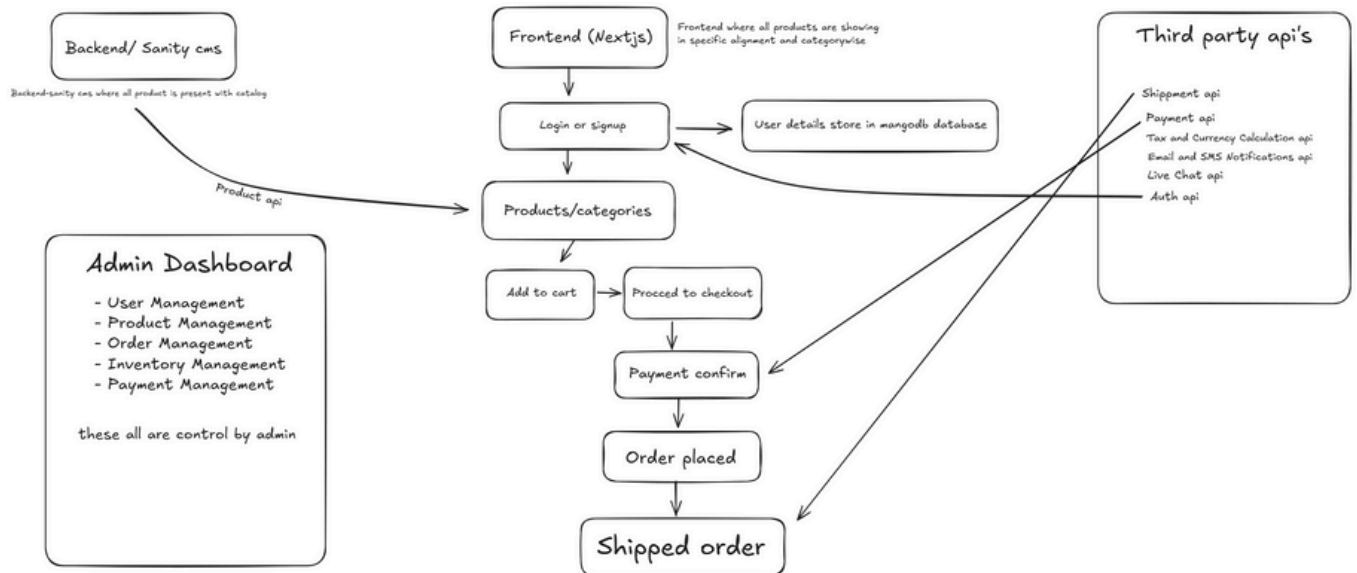 Backend/ Sanity cms
Backend-sanity cms where all product is present with catalog
Product api
Admin Dashboard
- User Management
- Product Management
- Order Management
- Inventory Management
- Payment Management
these all are control by admin
Frontend (Nextjs)
Frontend where all products are showing
in specific alignment and categorywise
Login or signup
User details store in mangodb database
Products/categories
Add to cart
Procced to checkout
Payment confirm
Order placed
Shipped order
Third party api's
Shippment api
Payment api
Tax and Currency Calculation api
Email and SMS Notifications api
Live Chat api
Auth api